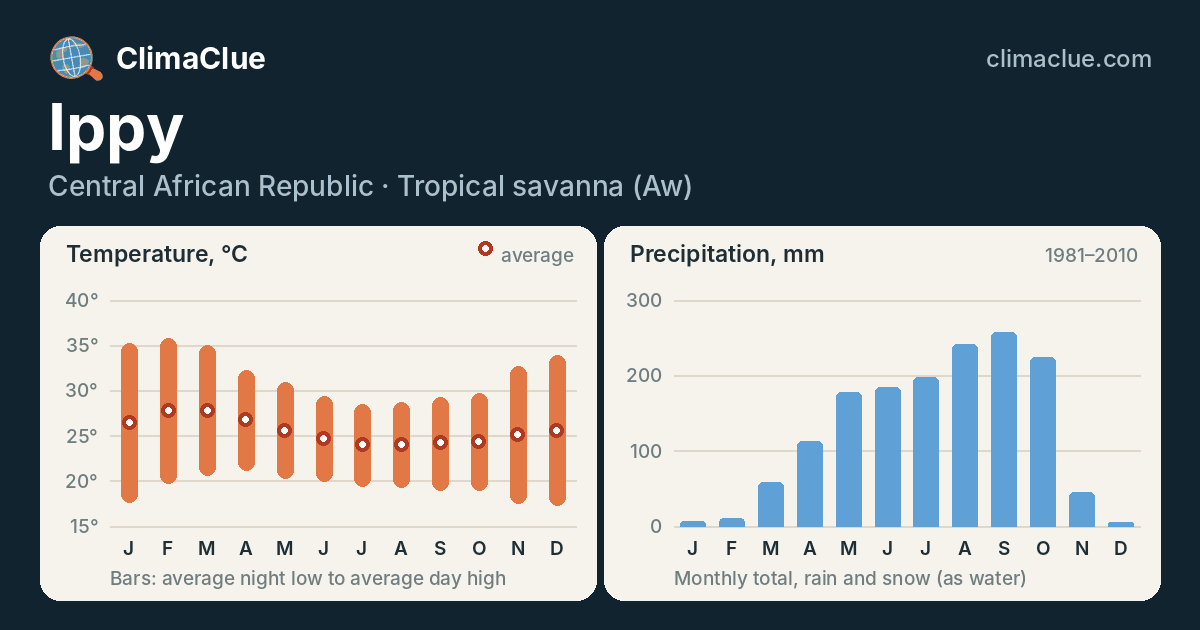 ClimaClue
climaclue.com
Ippy
Central African Republic · Tropical savanna (Aw)
Temperature, °C
average
40°
35°
30°
25°
20°
15°
J F M A M J J A S O N D
Bars: average night low to average day high
Precipitation, mm
1981–2010
300
200
100
0
J F M A M J J A S O N D
Monthly total, rain and snow (as water)